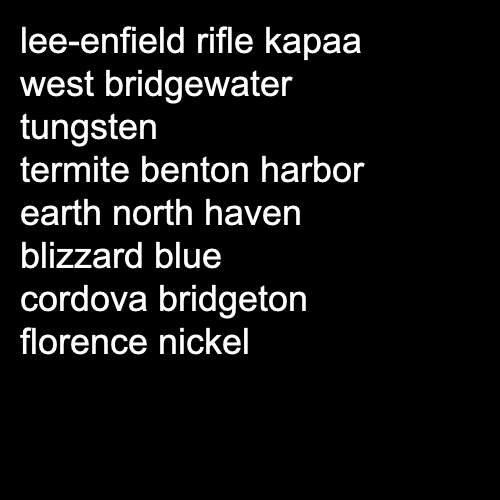 lee-enfield rifle kapaa
west bridgewater
tungsten
termite benton harbor
earth north haven
blizzard blue
cordova bridgeton
florence nickel